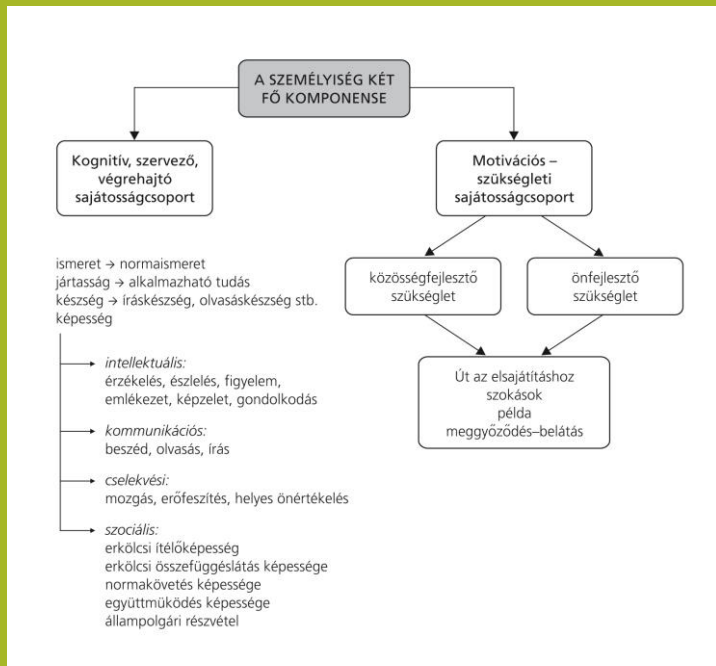 A SZEMÉLYISÉG KÉT
FŐ KOMPONENSE
Kognitív, szervező,
végrehajtó
sajátosságcsoport
Motivációs –
szükségleti
sajátosságcsoport
ismeret → normaismeret
jártasság → alkalmazható tudás
készség → íráskészség, olvasáskészség stb.
képesség
közösségfejlesztő
szükséglet
önfejlesztő
szükséglet
intellektuális:
érzékelés, észlelés, figyelem,
emlékezet, képzelet, gondolkodás
kommunikációs:
beszéd, olvasás, írás
cselekvési:
mozgás, erőfeszítés, helyes önértékelés
szociális:
erkölcsi ítélőképesség
erkölcsi összefüggéslátás képessége
normakövetés képessége
együttmüködés képessége
állampolgári részvétel
Út az elsajátításhoz
szokások
példa
meggyőződés–belátás